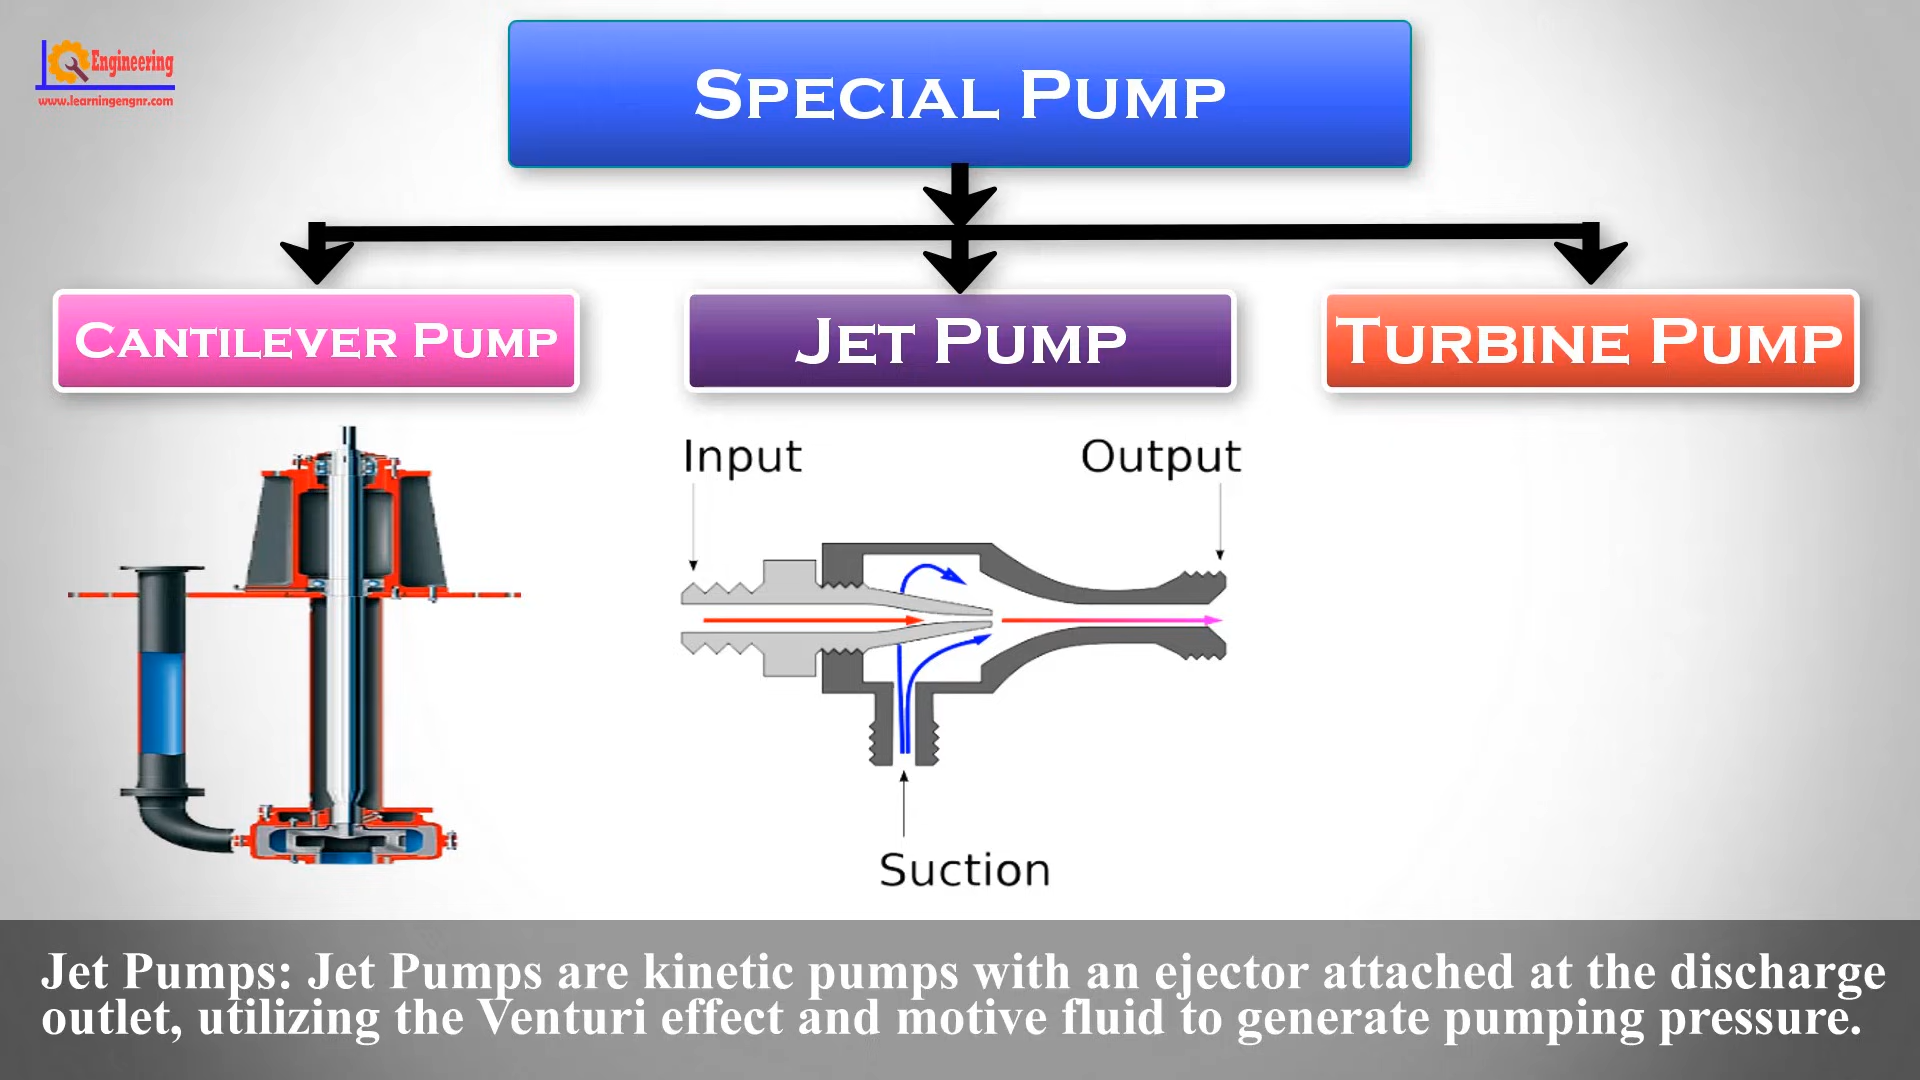 Engineering
www.learningengnr.com
SPECIAL PUMP
CANTILEVER PUMP
JET PUMP
TURBINE PUMP
Input
Output
Suction
Jet Pumps: Jet Pumps are kinetic pumps with an ejector attached at the discharge
outlet, utilizing the Venturi effect and motive fluid to generate pumping pressure.